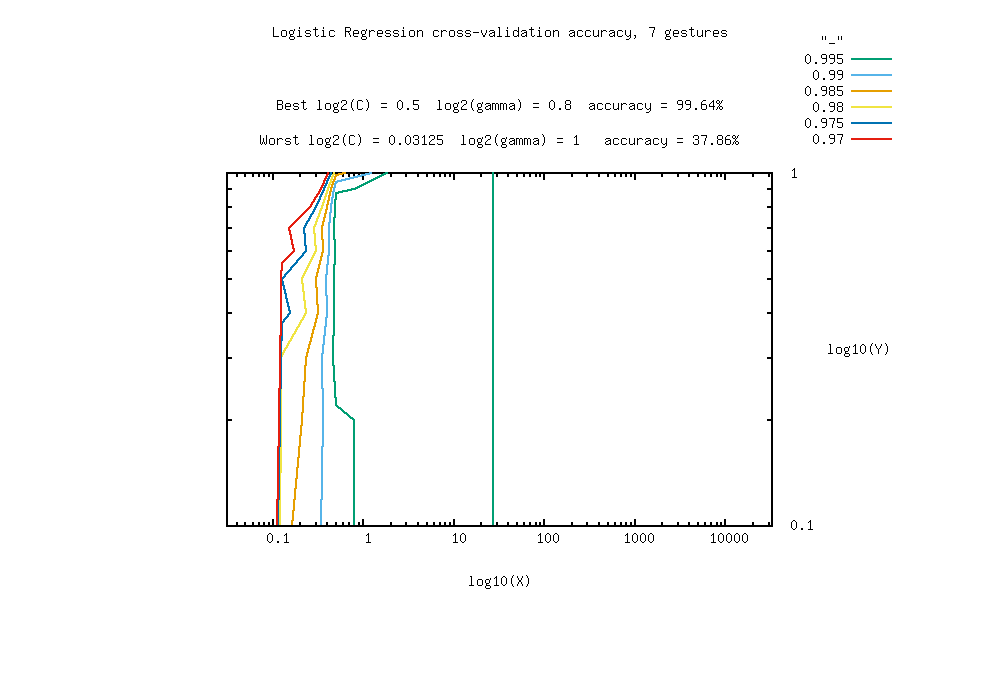 Logistic Regression cross-validation accuracy, 7 gestures
"_"
0.995
0.99
0.985
0.98
0.975
0.97
Best log2(C) = 0.5  log2(gamma) = 0.8  accuracy = 99.64%
Worst log2(C) = 0.03125  log2(gamma) = 1   accuracy = 37.86%
1
log10(Y)
0.1
0.1 1 10 100 1000 10000
log10(X)